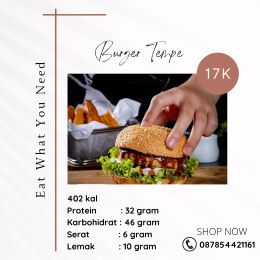 Eat What You Need
Burger Tempe
17K
402 kal
Protein : 32 gram
Karbohidrat : 46 gram
Serat : 6 gram
Lemak : 10 gram
SHOP NOW
087854421161